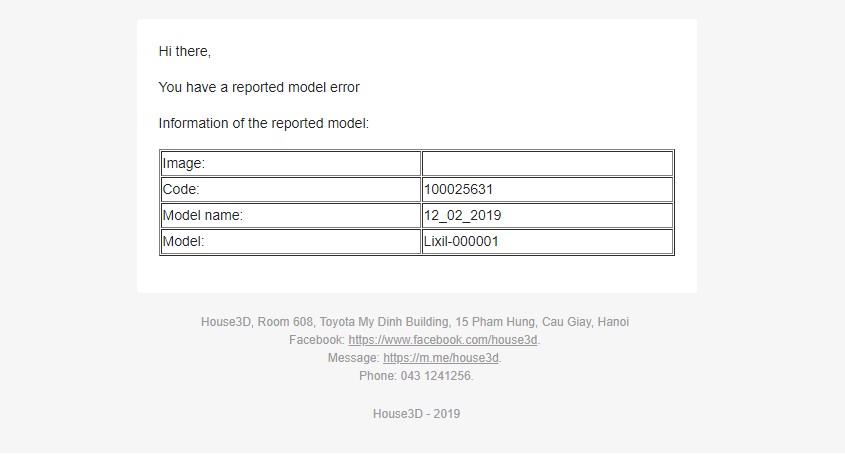 Hi there,
You have a reported model error
Information of the reported model:
Image:
Code: 100025631
Model name: 12_02_2019
Model: Lixil-000001
House3D, Room 608, Toyota My Dinh Building, 15 Pham Hung, Cau Giay, Hanoi
Facebook: https://www.facebook.com/house3d.
Message: https://m.me/house3d.
Phone: 043 1241256.
House3D - 2019